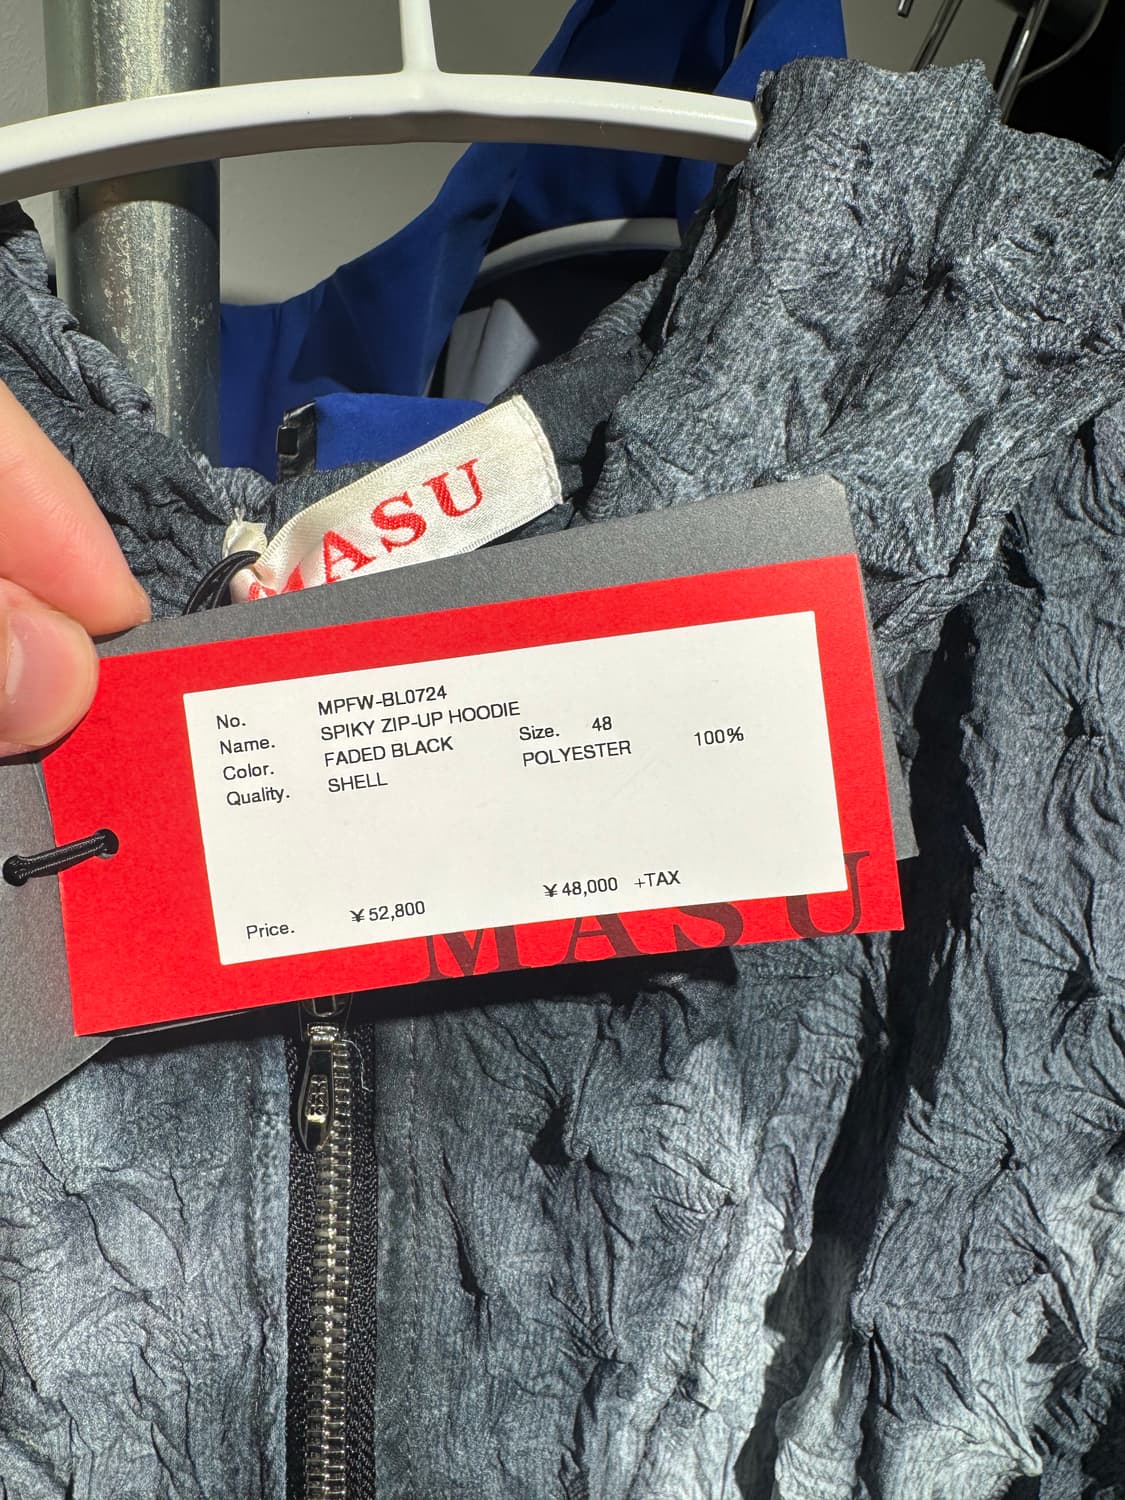 MASU
No. MPFW-BL0724
Name. SPIKY ZIP-UP HOODIE
Color. FADED BLACK Size. 48
Quality. SHELL POLYESTER 100%
Price. ¥52,800 ¥48,000 +TAX
MASU